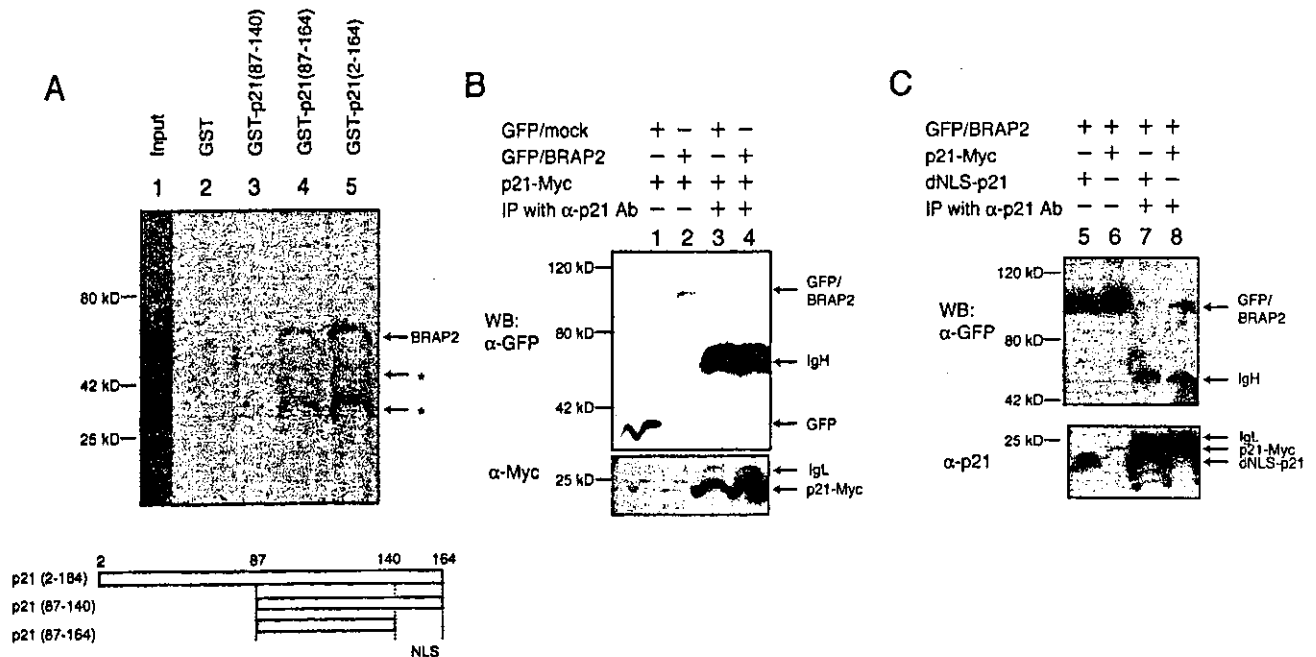 A
Input
GST
GST-p21(87-140)
GST-p21(87-164)
GST-p21(2-164)
1 2 3 4 5
80 kD
42 kD
25 kD
BRAP2
*
*
2 87 140 164
p21 (2-164)
p21 (87-140)
p21 (87-164)
NLS
B
GFP/mock + − + −
GFP/BRAP2 − + − +
p21-Myc + + + +
IP with α-p21 Ab − − + +
1 2 3 4
120 kD
80 kD
42 kD
WB:
α-GFP
GFP/
BRAP2
IgH
GFP
α-Myc
25 kD
IgL
p21-Myc
C
GFP/BRAP2 + + + +
p21-Myc − + − +
dNLS-p21 + − + −
IP with α-p21 Ab − − + +
5 6 7 8
120 kD
80 kD
42 kD
WB:
α-GFP
GFP/
BRAP2
IgH
α-p21
25 kD
IgL
p21-Myc
dNLS-p21